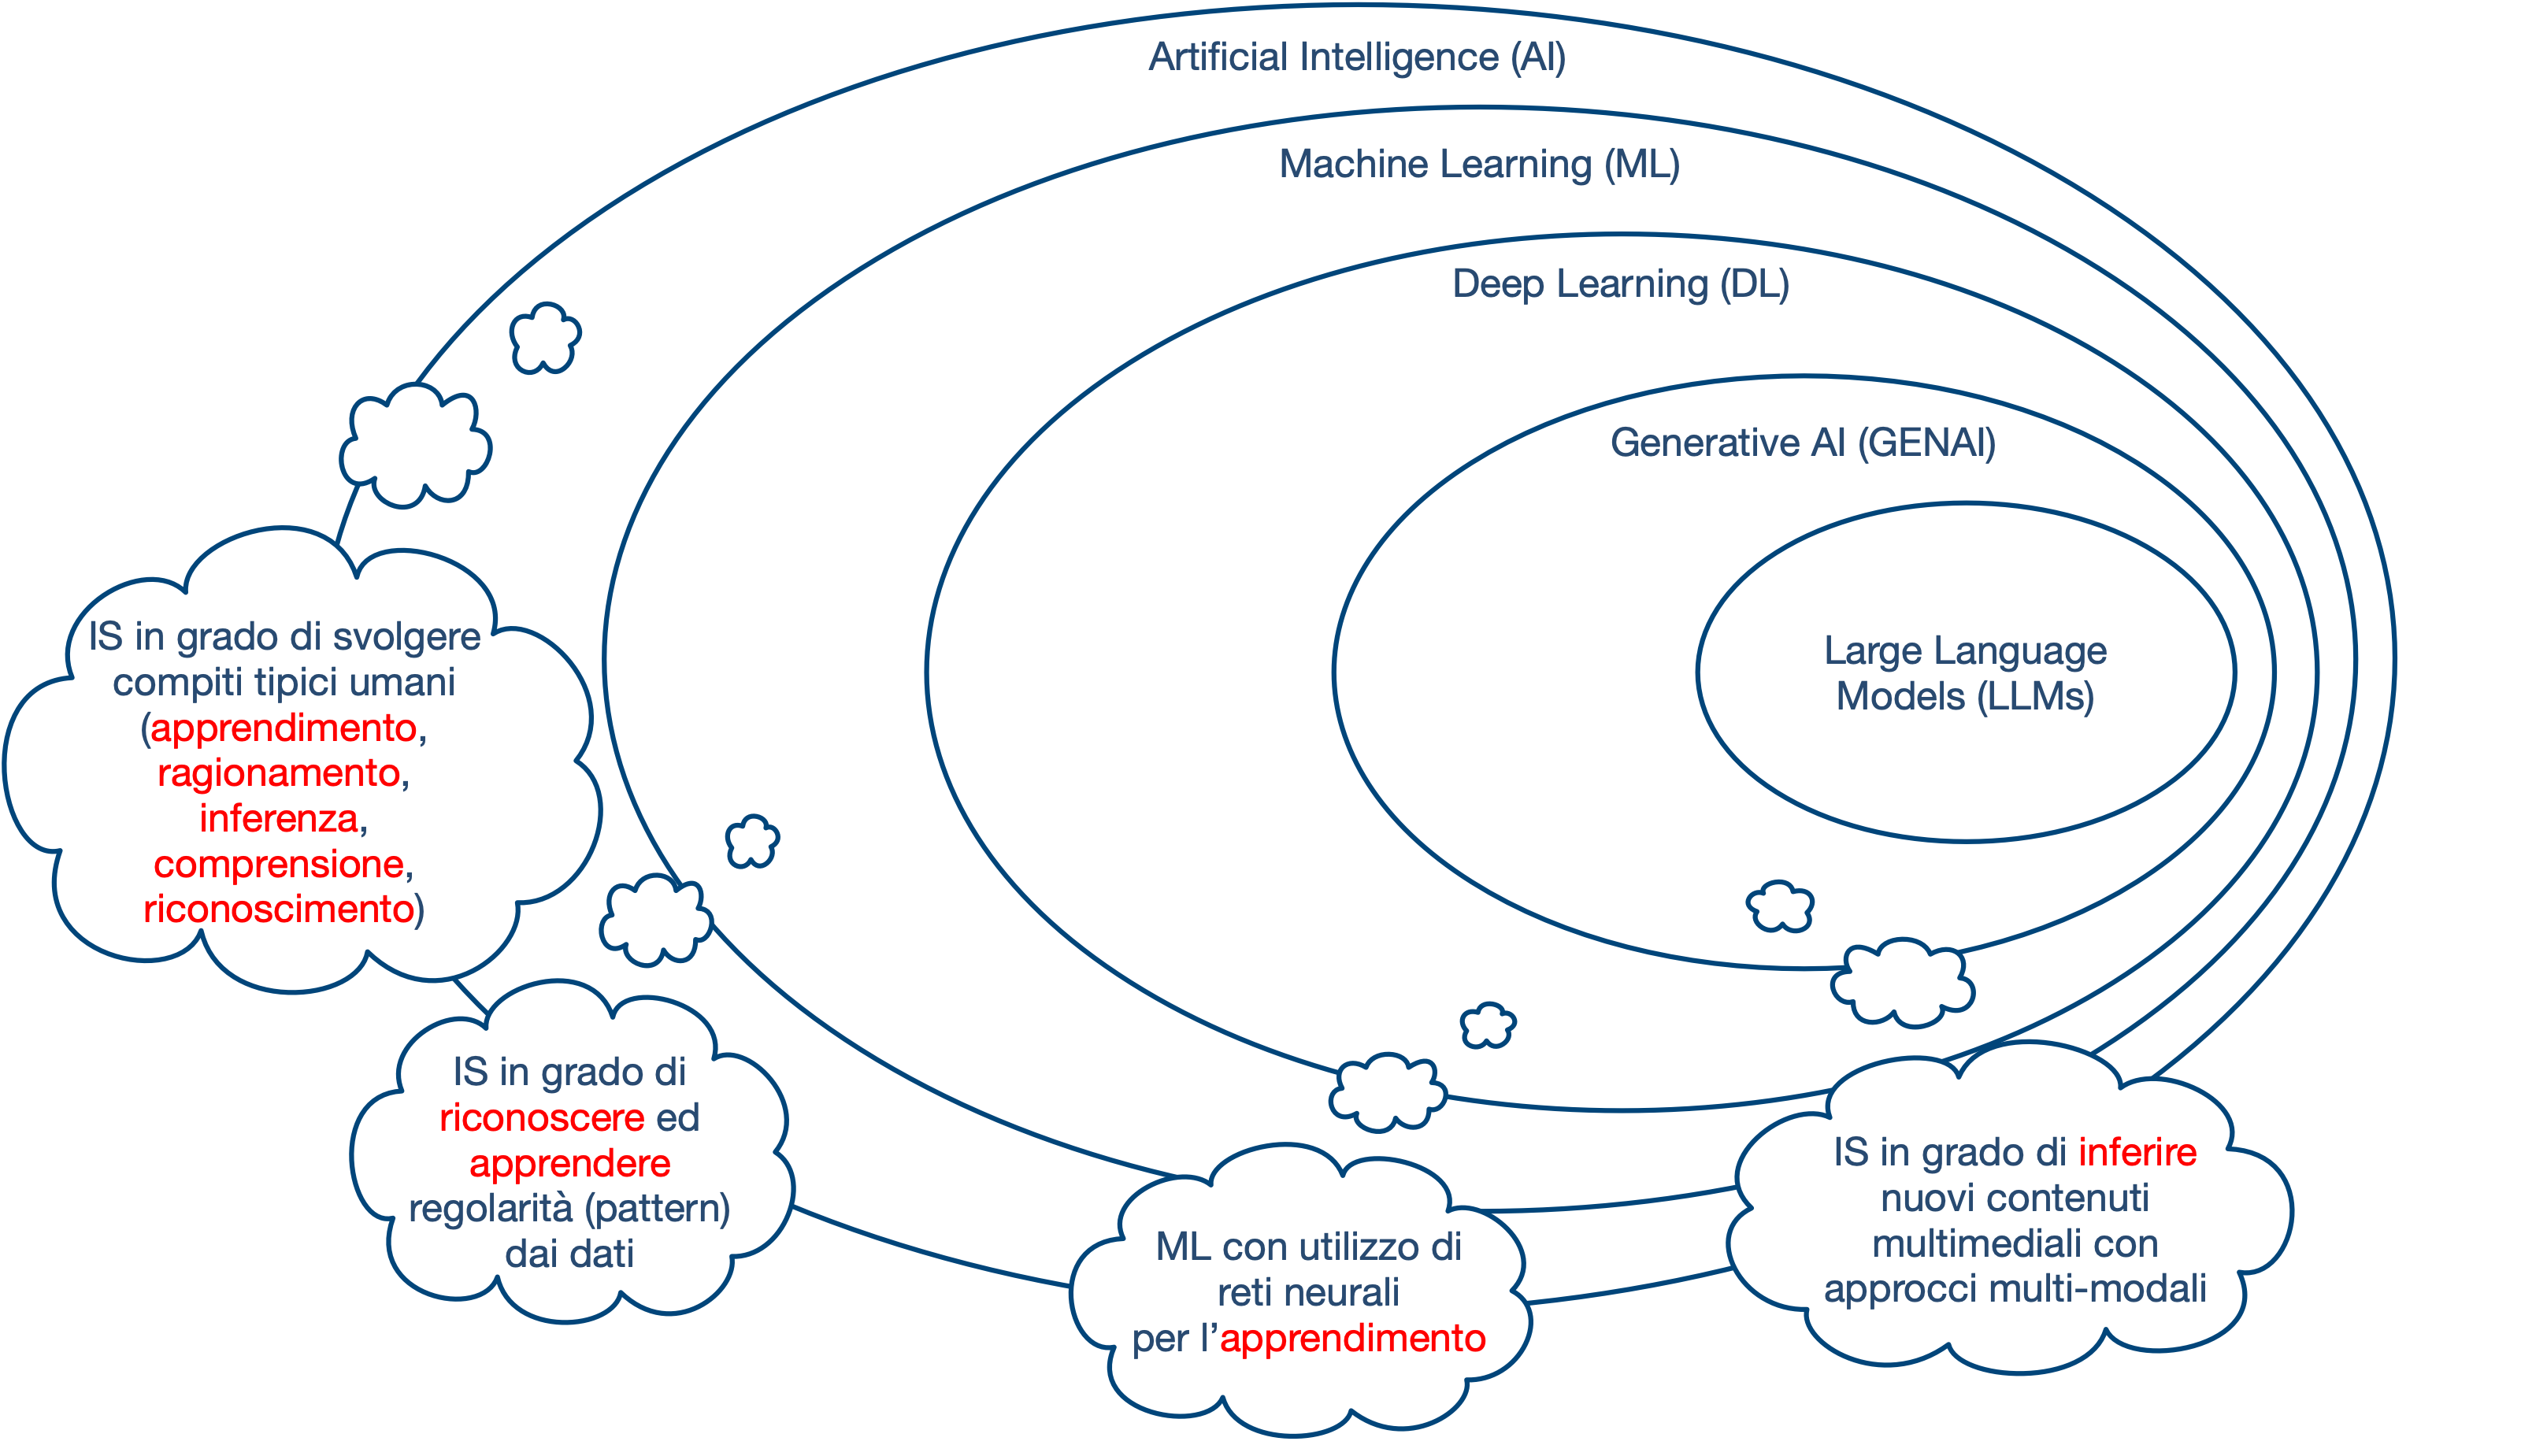 Artificial Intelligence (AI)
Machine Learning (ML)
Deep Learning (DL)
Generative AI (GENAI)
Large Language
Models (LLMs)
IS in grado di svolgere
compiti tipici umani
(apprendimento,
ragionamento,
inferenza,
comprensione,
riconoscimento)
IS in grado di
riconoscere ed
apprendere
regolarità (pattern)
dai dati
ML con utilizzo di
reti neurali
per l’apprendimento
IS in grado di inferire
nuovi contenuti
multimediali con
approcci multi-modali